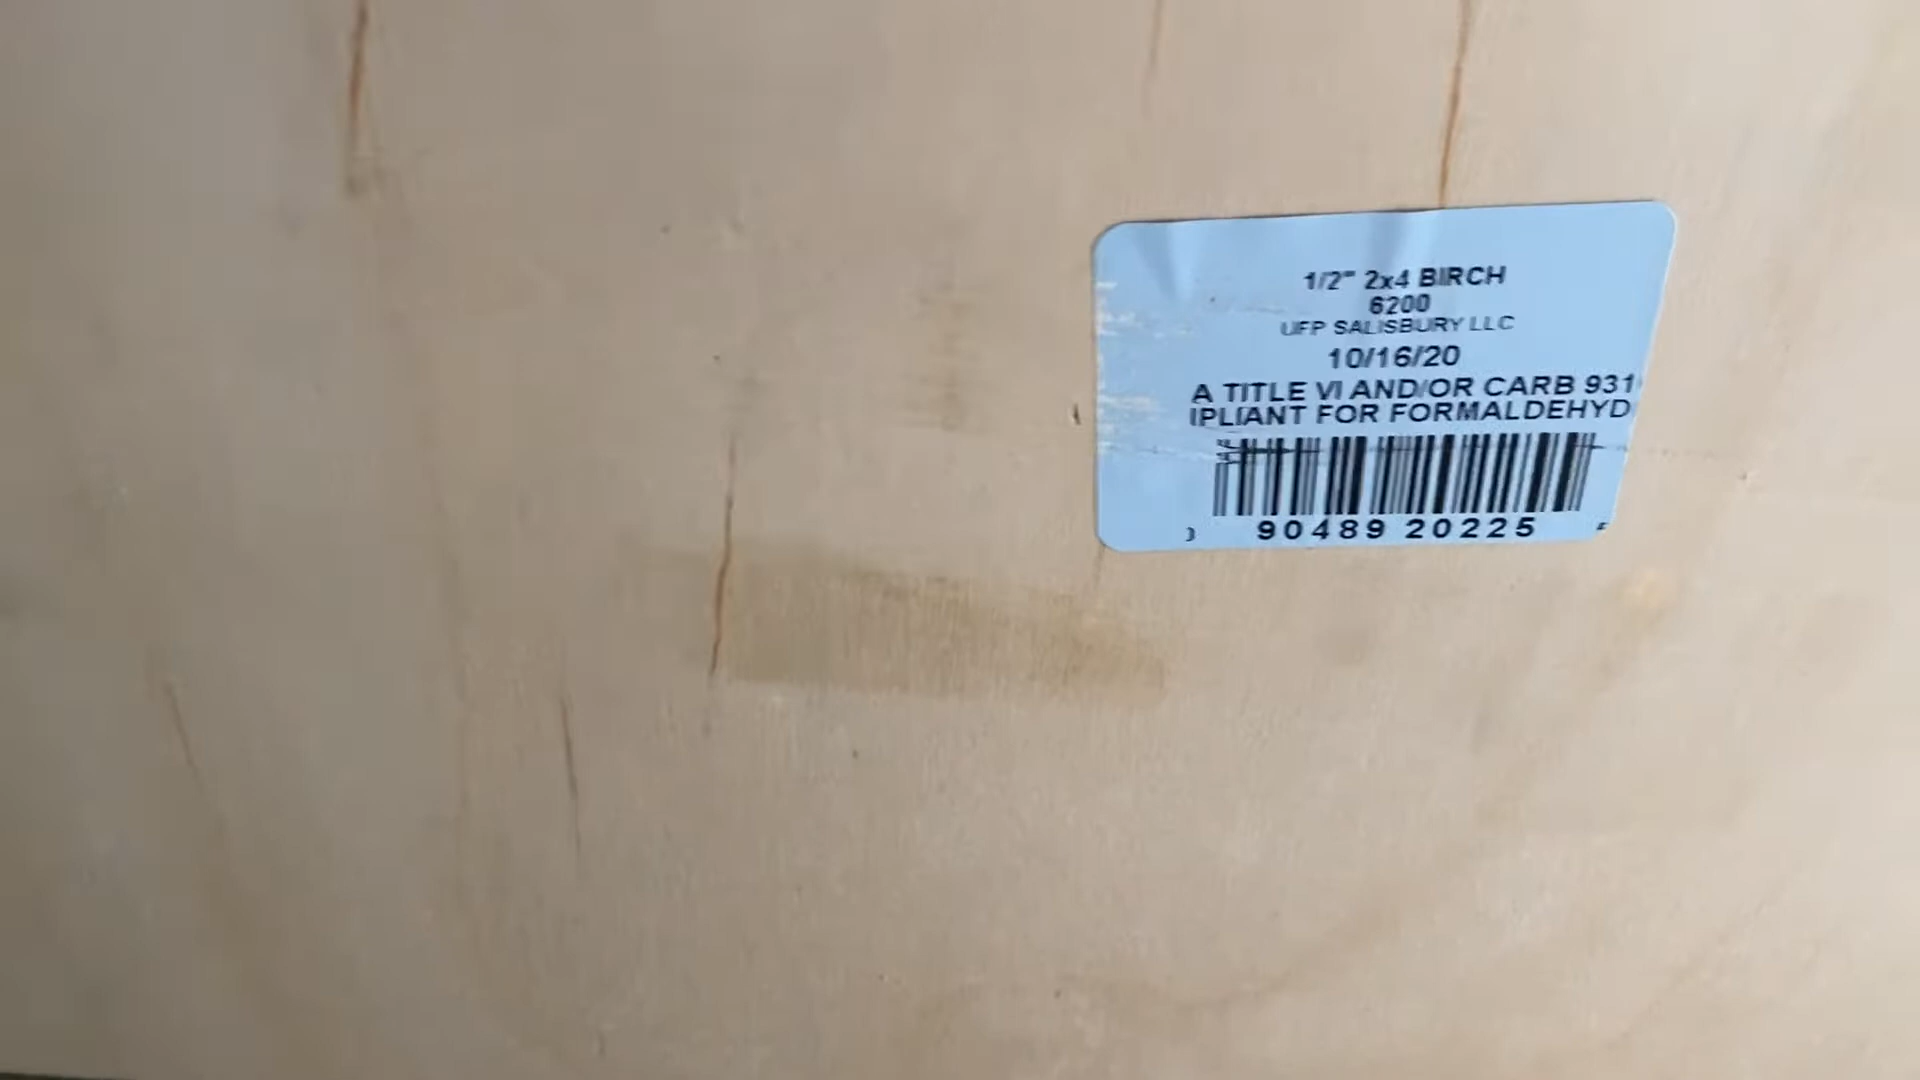 1/2" 2x4 BIRCH
6200
UFP SALISBURY LLC
10/16/20
A TITLE VI AND/OR CARB 931
IPLIANT FOR FORMALDEHYD
90489 20225